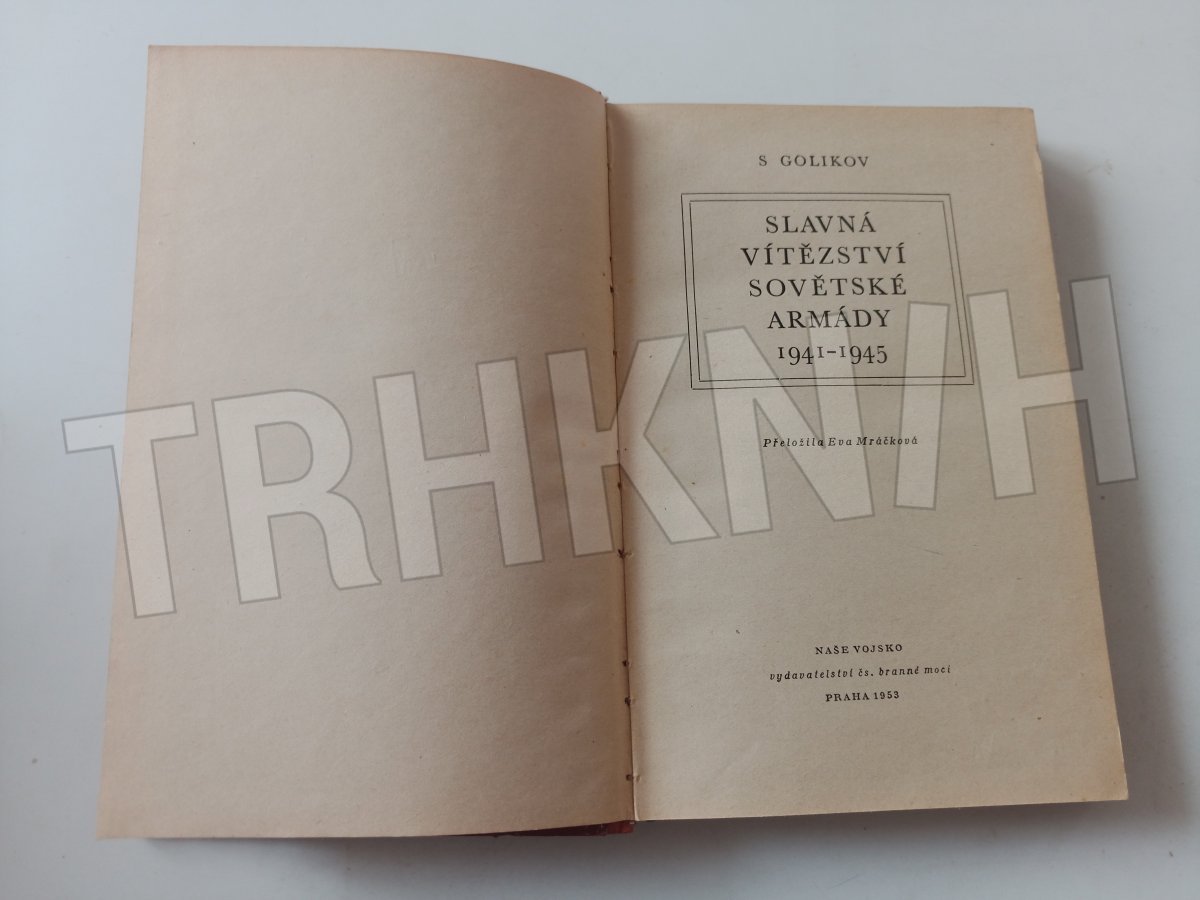 S GOLIKOV
SLAVNÁ
VÍTĚZSTVÍ
SOVĚTSKÉ
ARMÁDY
1941-1945
Přeložila Eva Mráčková
NAŠE VOJSKO
vydavatelství čs. branné moci
PRAHA 1953
TRHKNIH